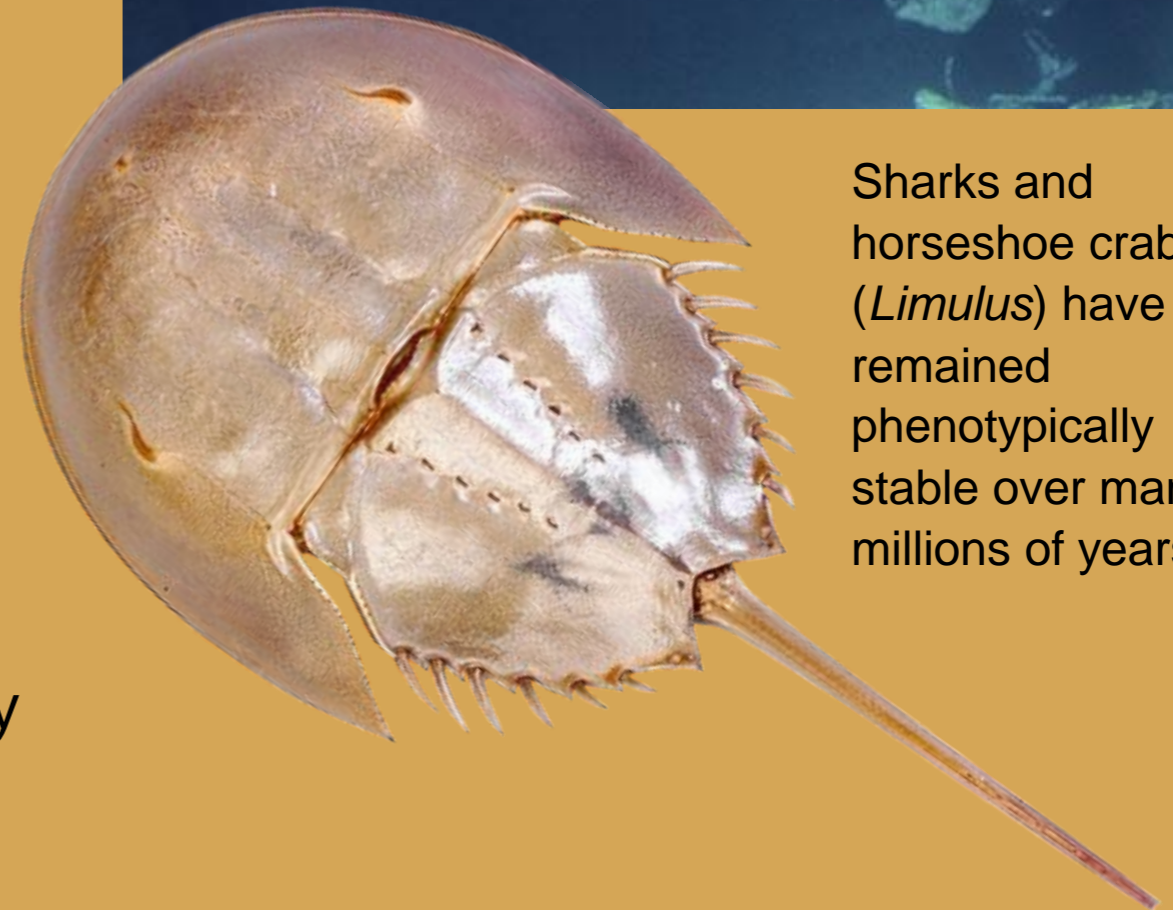 Sharks and
horseshoe crab
(Limulus) have
remained
phenotypically
stable over
millions of
y